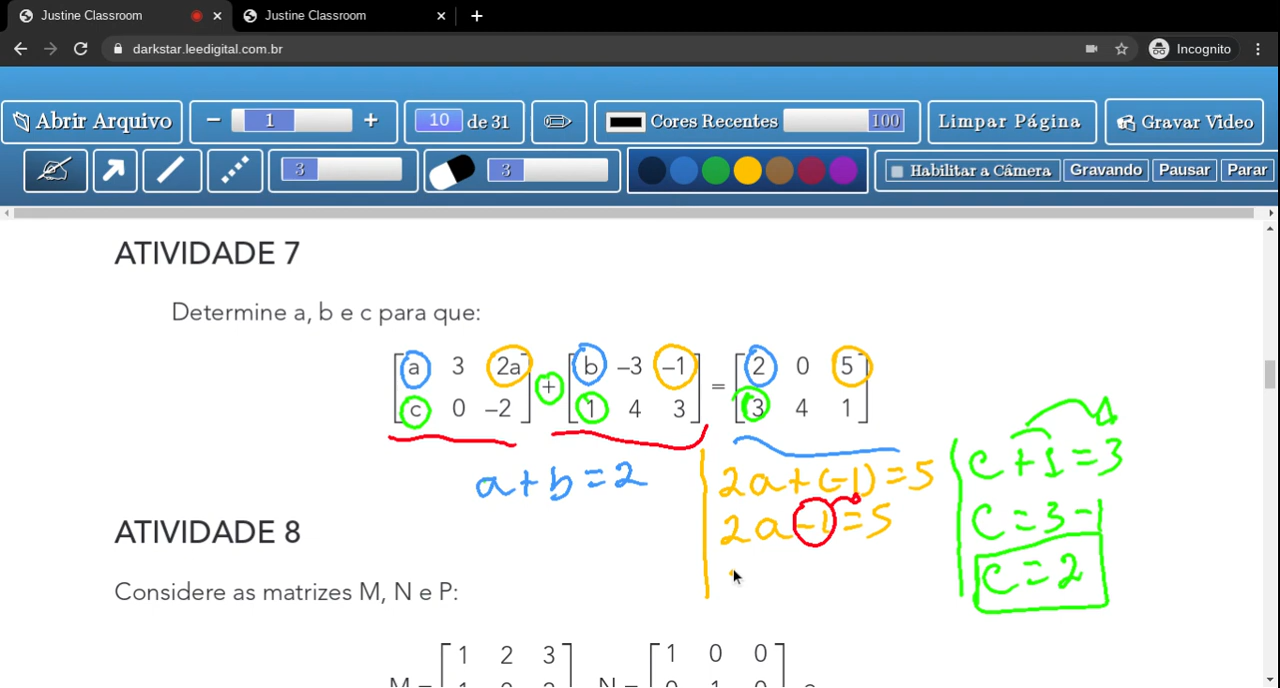 Justine Classroom
Justine Classroom
darkstar.leedigital.com.br
Incognito
Abrir Arquivo
− 1 +
10 de 31
Cores Recentes 100
Limpar Página
Gravar Video
3
3
Habilitar a Câmera
Gravando
Pausar
Parar
ATIVIDADE 7
Determine a, b e c para que:
a 3 2a b –3 –1 2 0 5
+ =
c 0 –2 1 4 3 3 4 1
a+b=2
2a+(-1)=5
2a-1=5
c+1=3
c=3-1
c=2
ATIVIDADE 8
Considere as matrizes M, N e P:
1 2 3 1 0 0